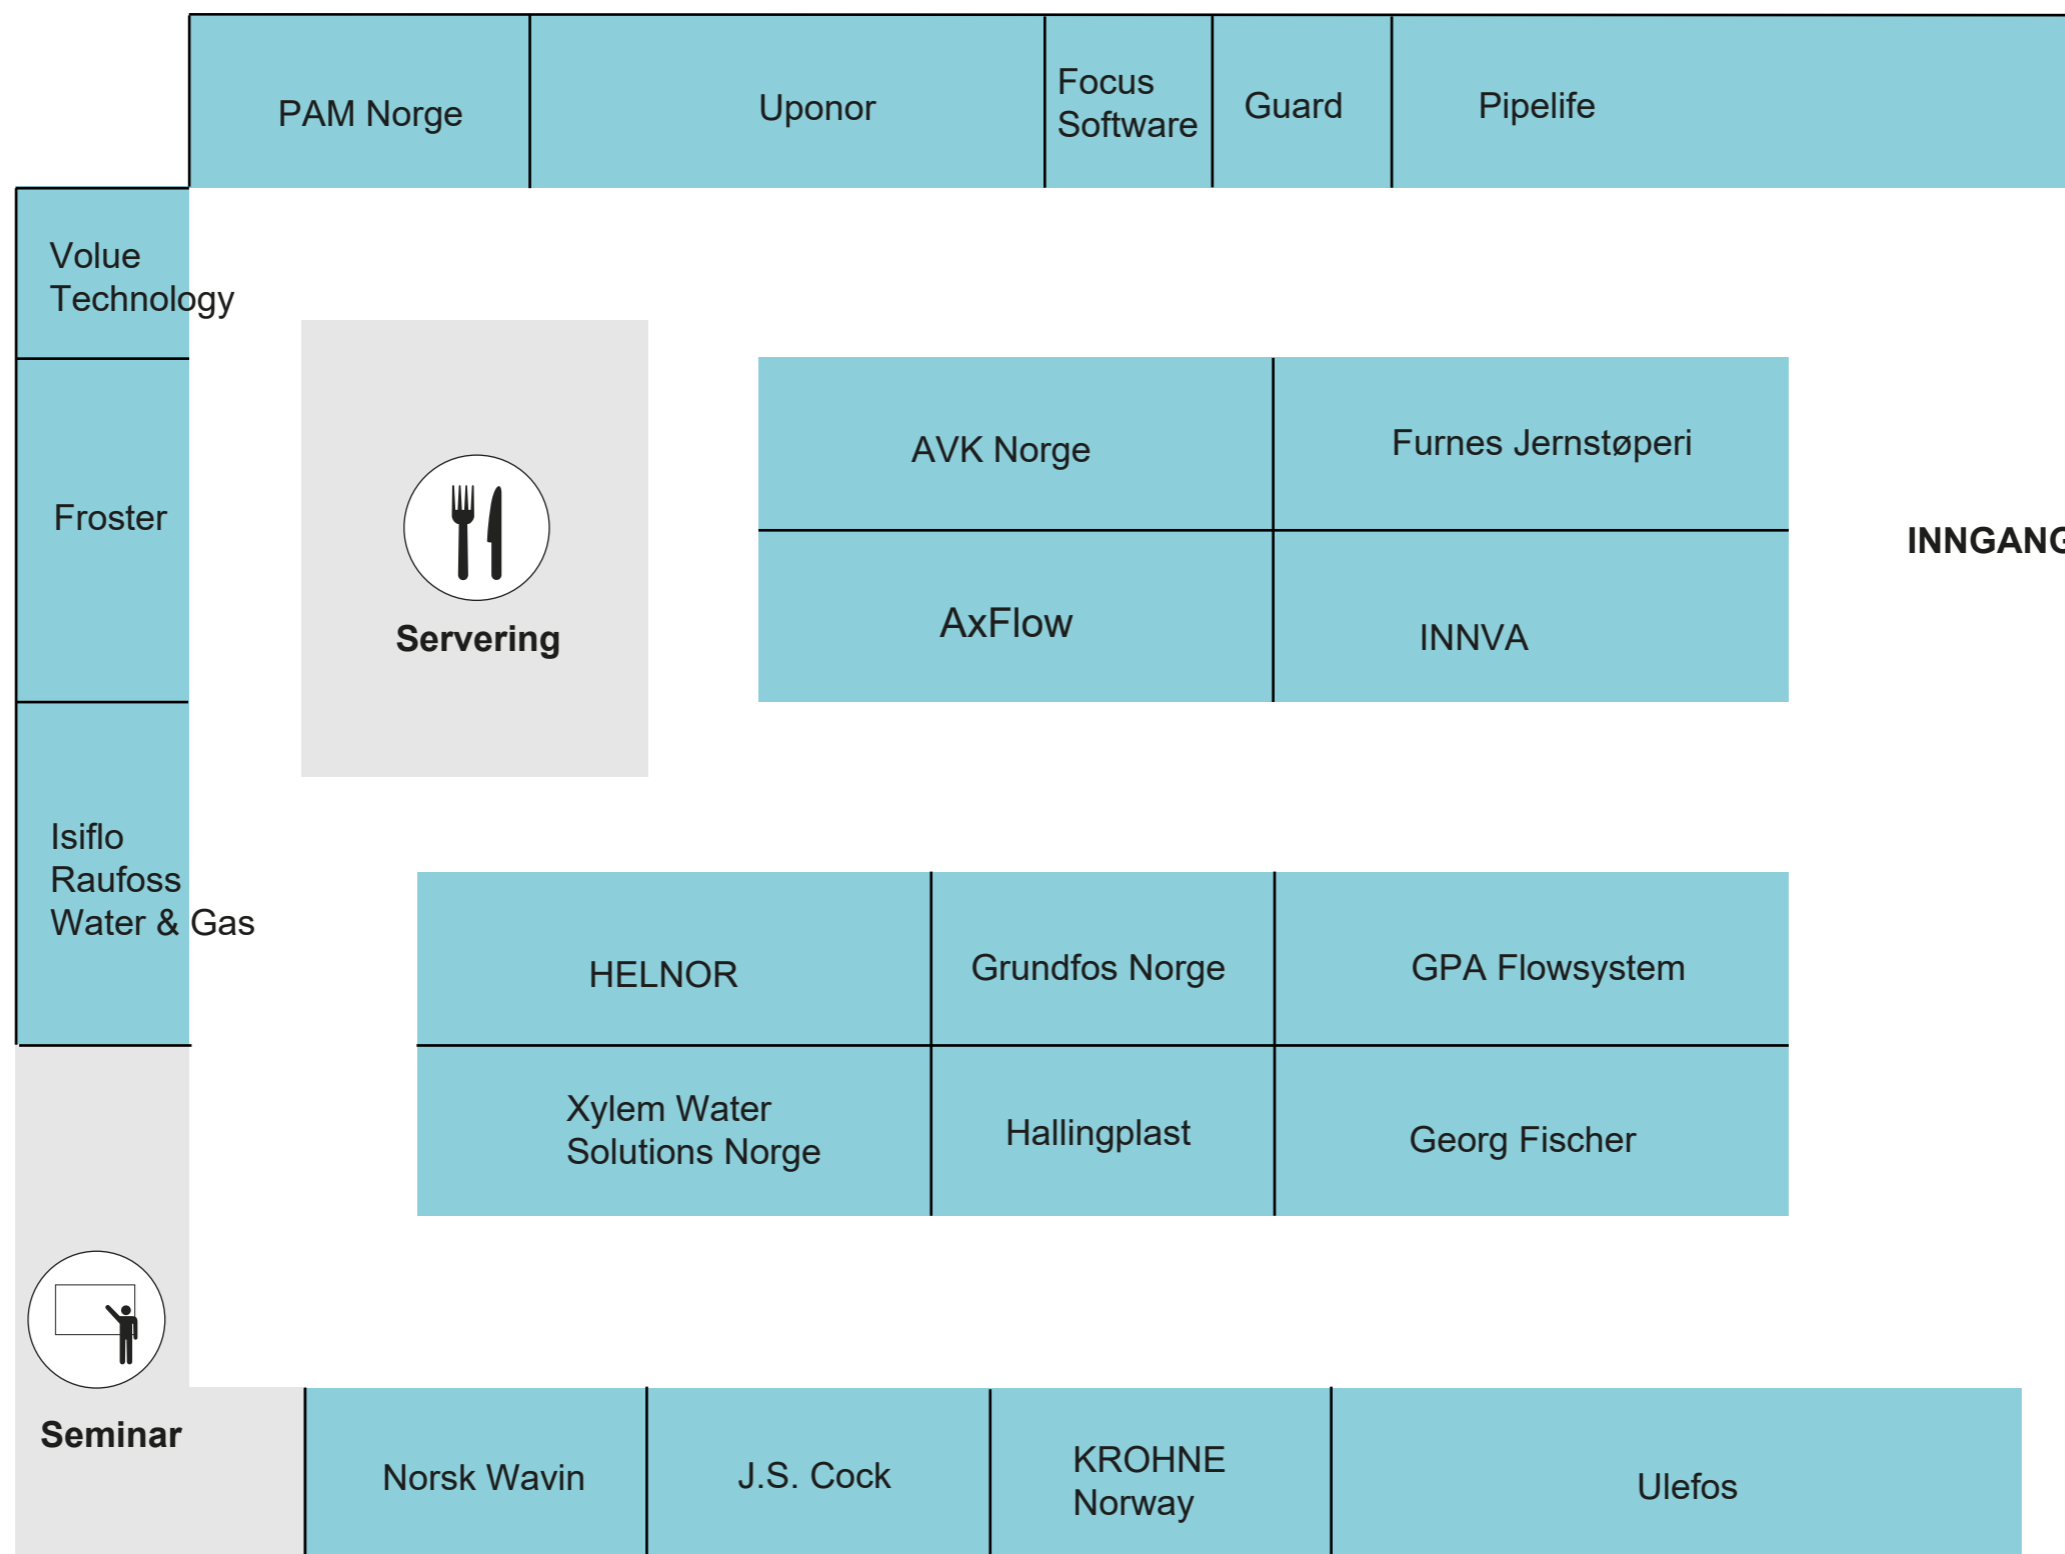 PAM Norge
Uponor
Focus
Software
Guard
Pipelife
Volue
Technology
Froster
Servering
AVK Norge
Furnes Jernstøperi
AxFlow
INNVA
INNGANG
Isiflo
Raufoss
Water & Gas
HELNOR
Grundfos Norge
GPA Flowsystem
Xylem Water
Solutions Norge
Hallingplast
Georg Fischer
Seminar
Norsk Wavin
J.S. Cock
KROHNE
Norway
Ulefos